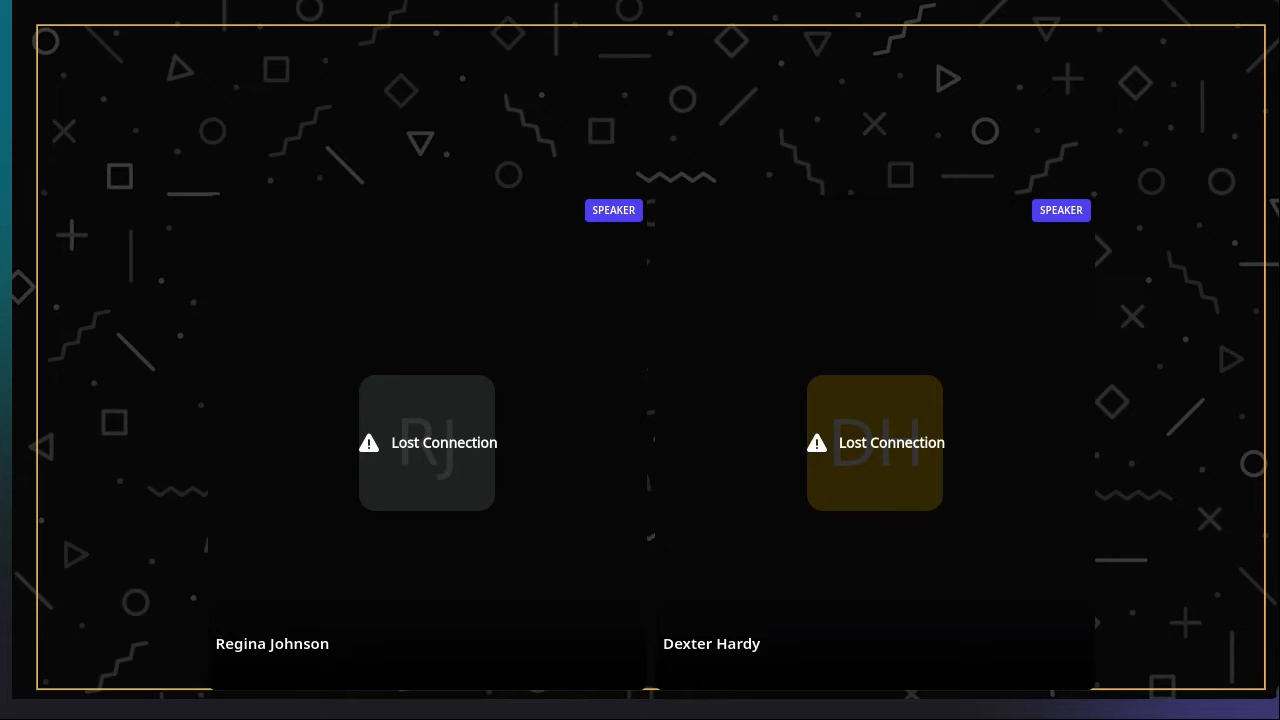 SPEAKER
SPEAKER
RJ
Lost Connection
DH
Lost Connection
Regina Johnson
Dexter Hardy